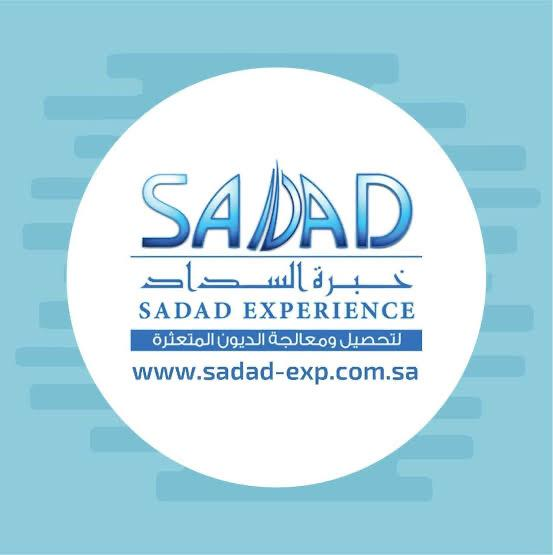 SADAD
خبرة السداد
SADAD EXPERIENCE
لتحصيل ومعالجة الديون المتعثرة
www.sadad-exp.com.sa